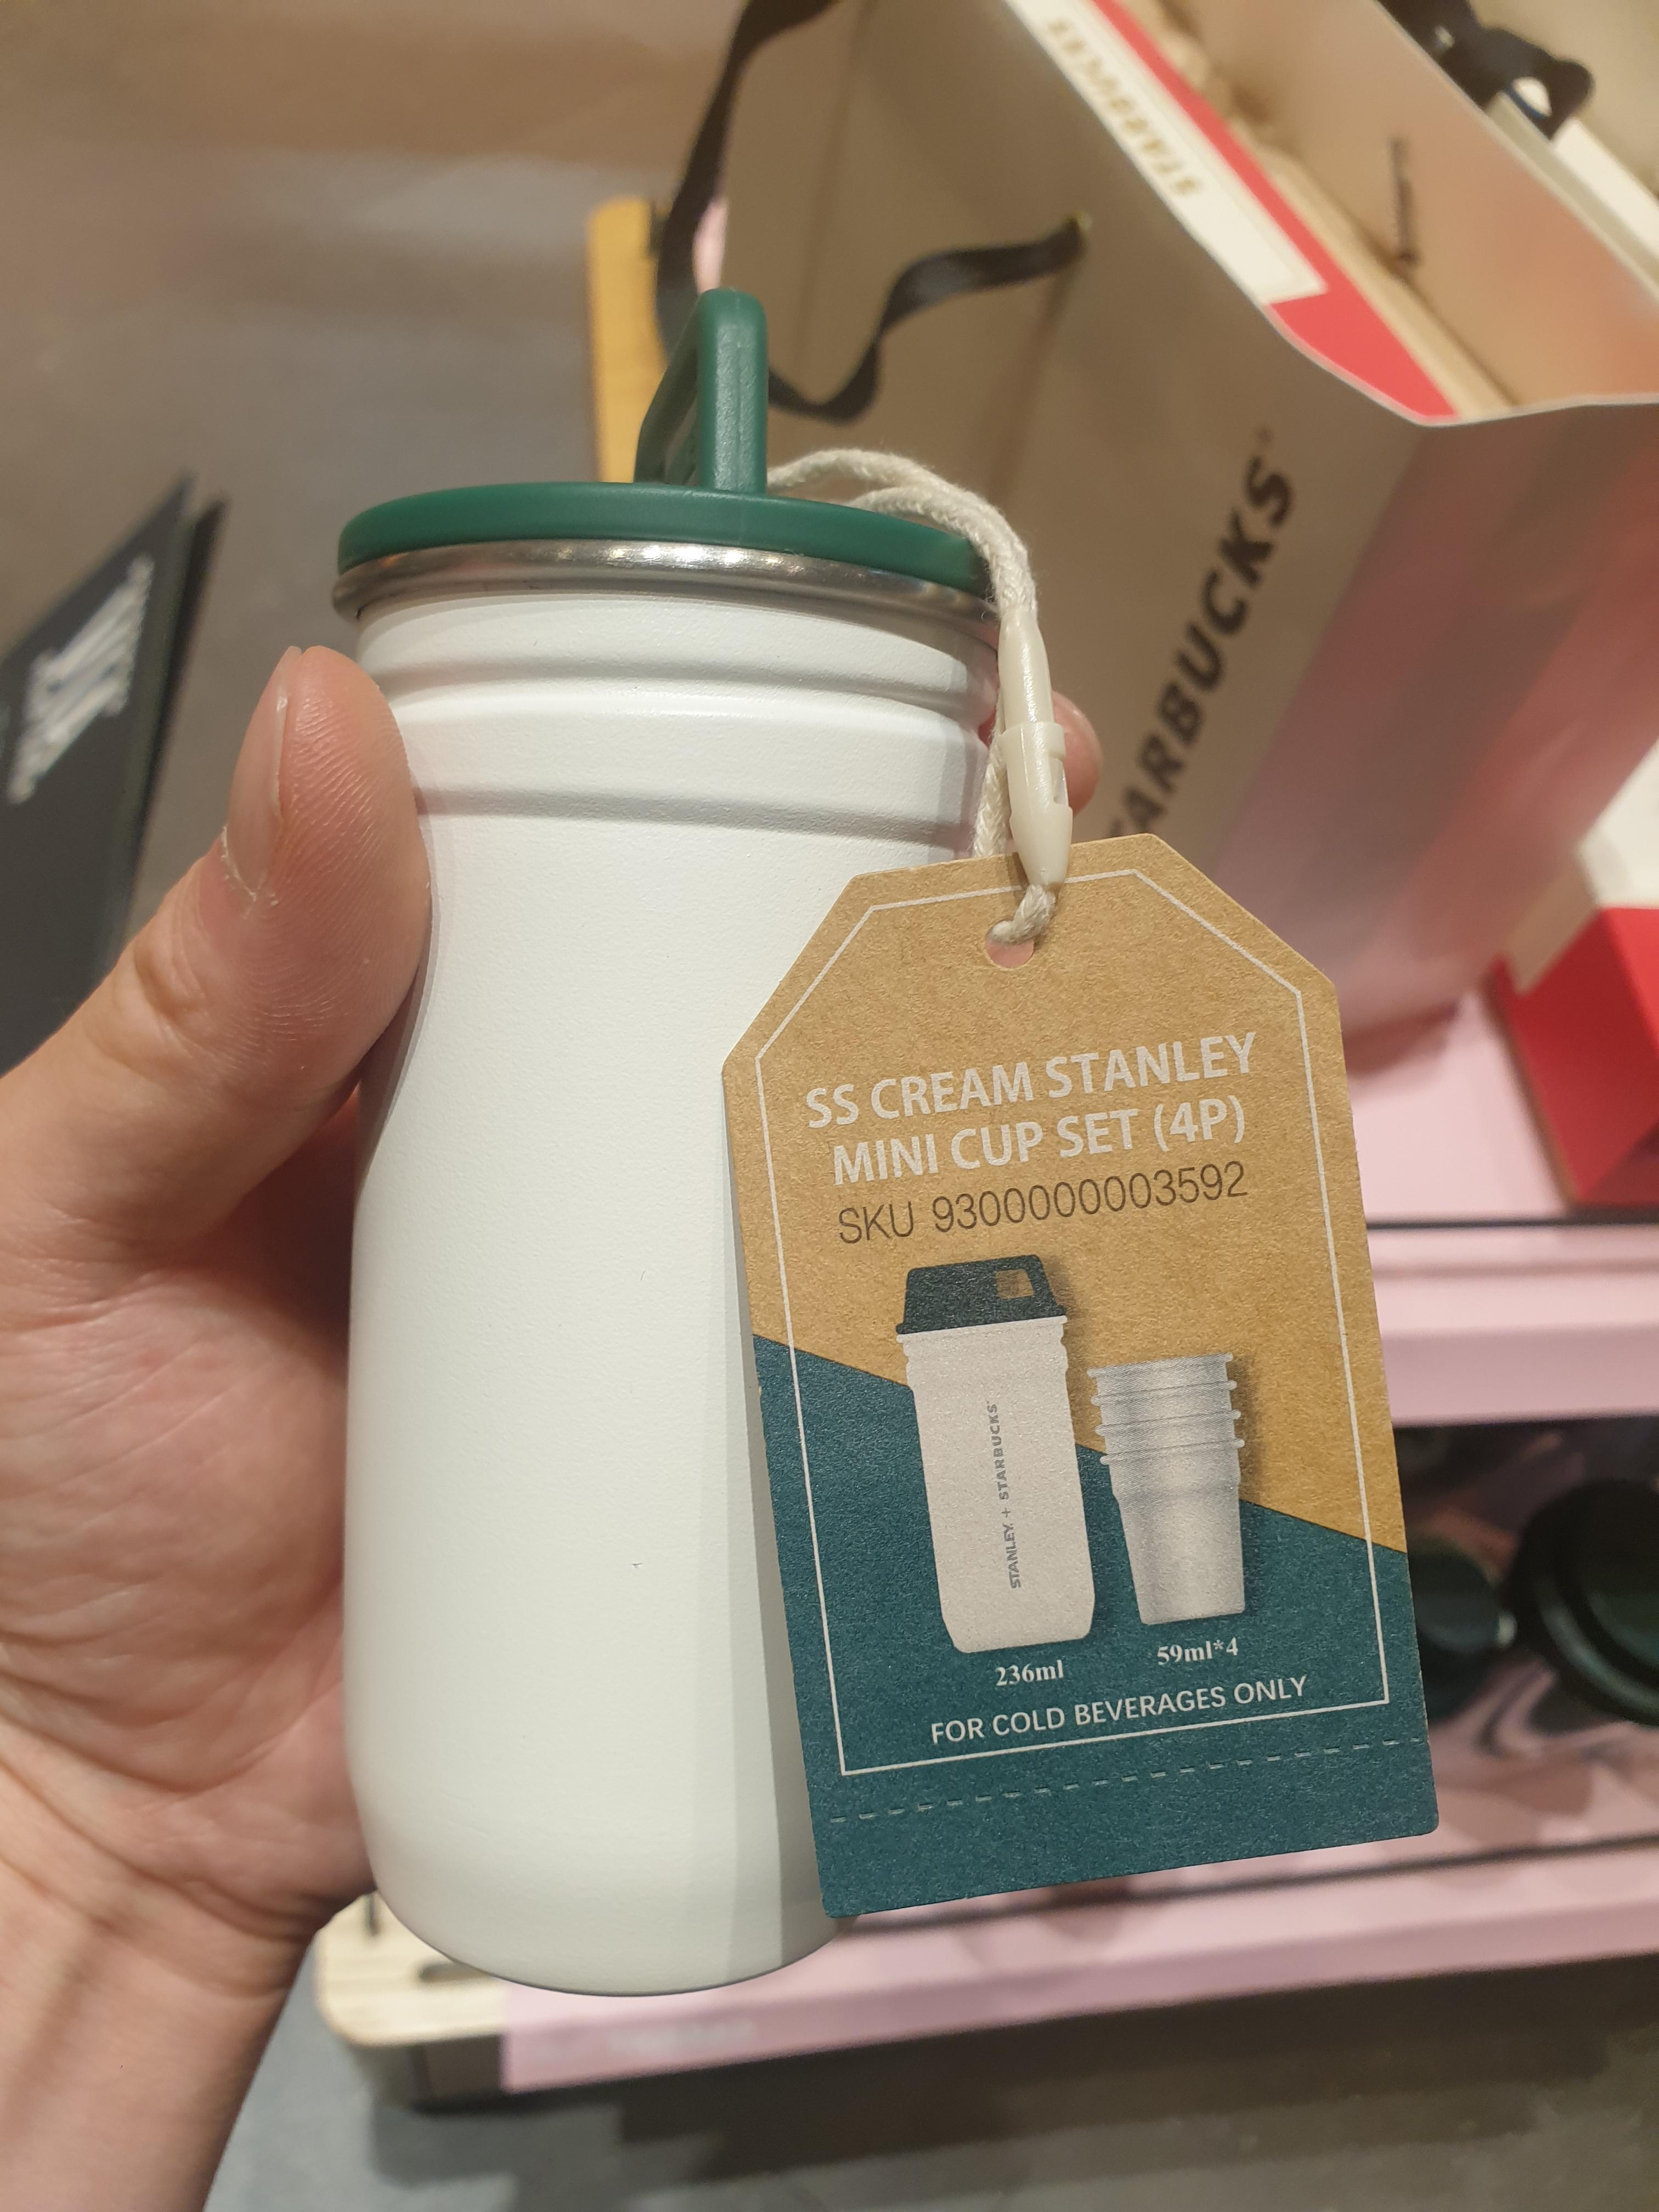 STARBUCKS
STARBUCKS
SS CREAM STANLEY
MINI CUP SET (4P)
SKU 9300000003592
STANLEY + STARBUCKS
236ml
59ml*4
FOR COLD BEVERAGES ONLY